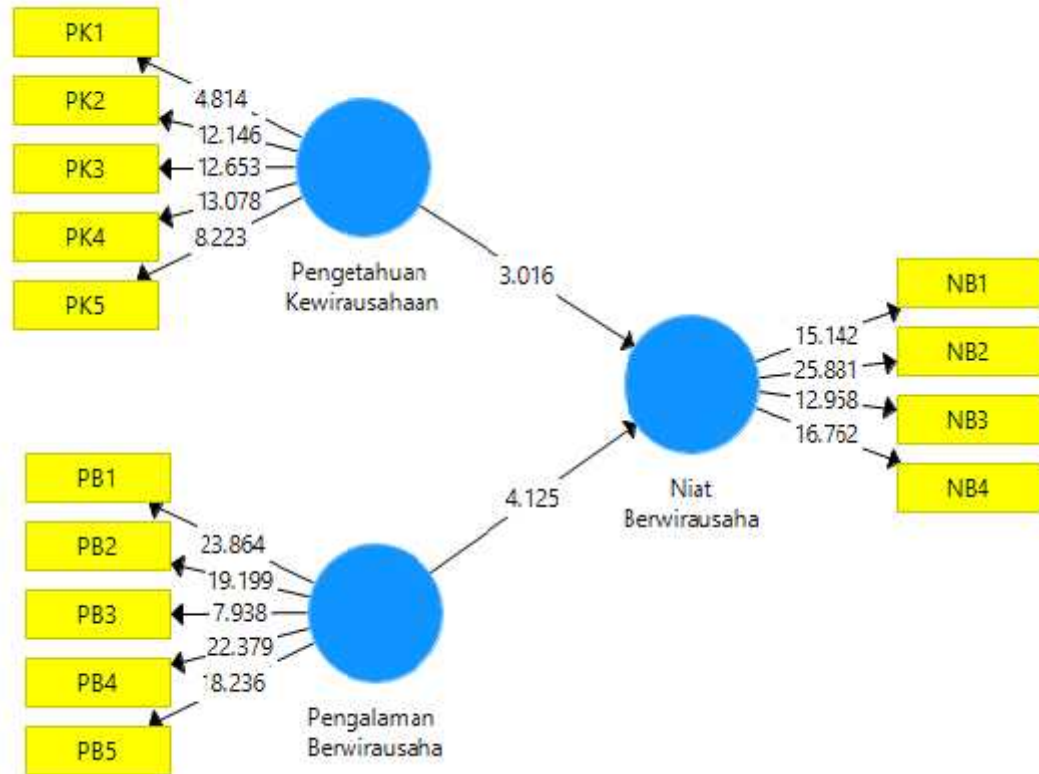 PK1
PK2
PK3
PK4
PK5
4.814
12.146
12.653
13.078
8.223
Pengetahuan
Kewirausahaan
3.016
NB1
NB2
NB3
NB4
15.142
25.881
12.958
16.762
Niat
Berwirausaha
4.125
PB1
PB2
PB3
PB4
PB5
23.864
19.199
7.938
22.379
18.236
Pengalaman
Berwirausaha